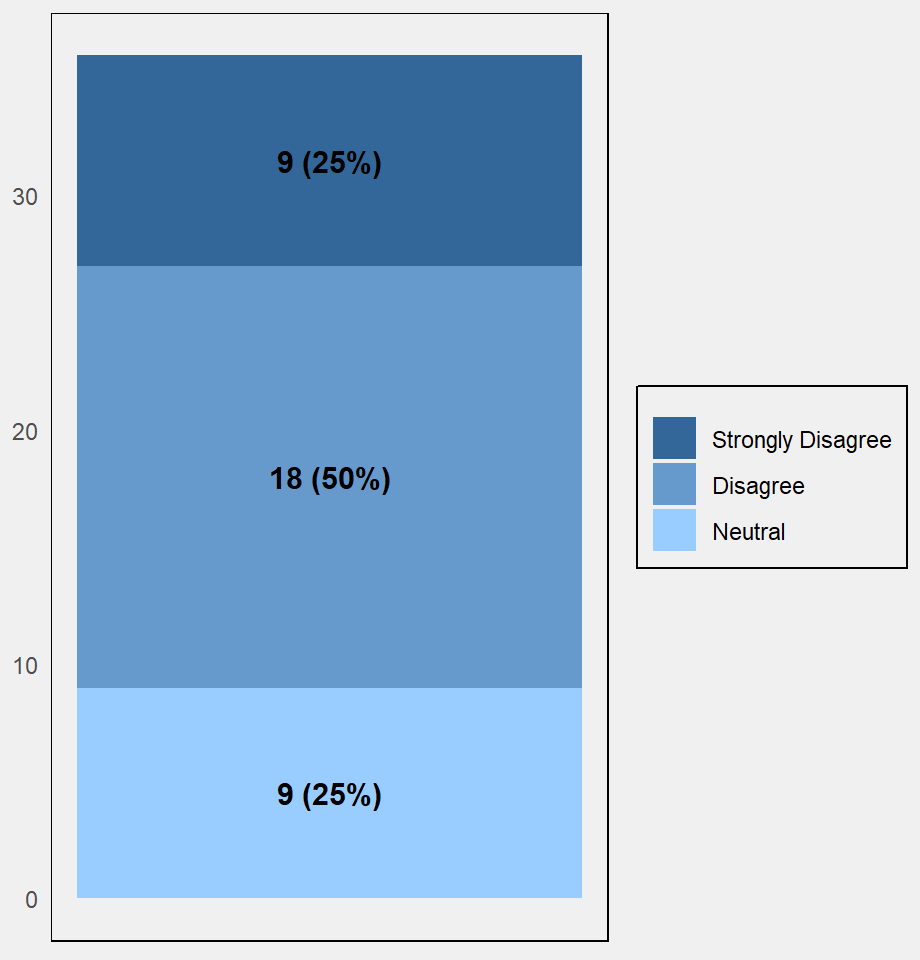 30
20
10
0
9 (25%)
18 (50%)
9 (25%)
Strongly Disagree
Disagree
Neutral